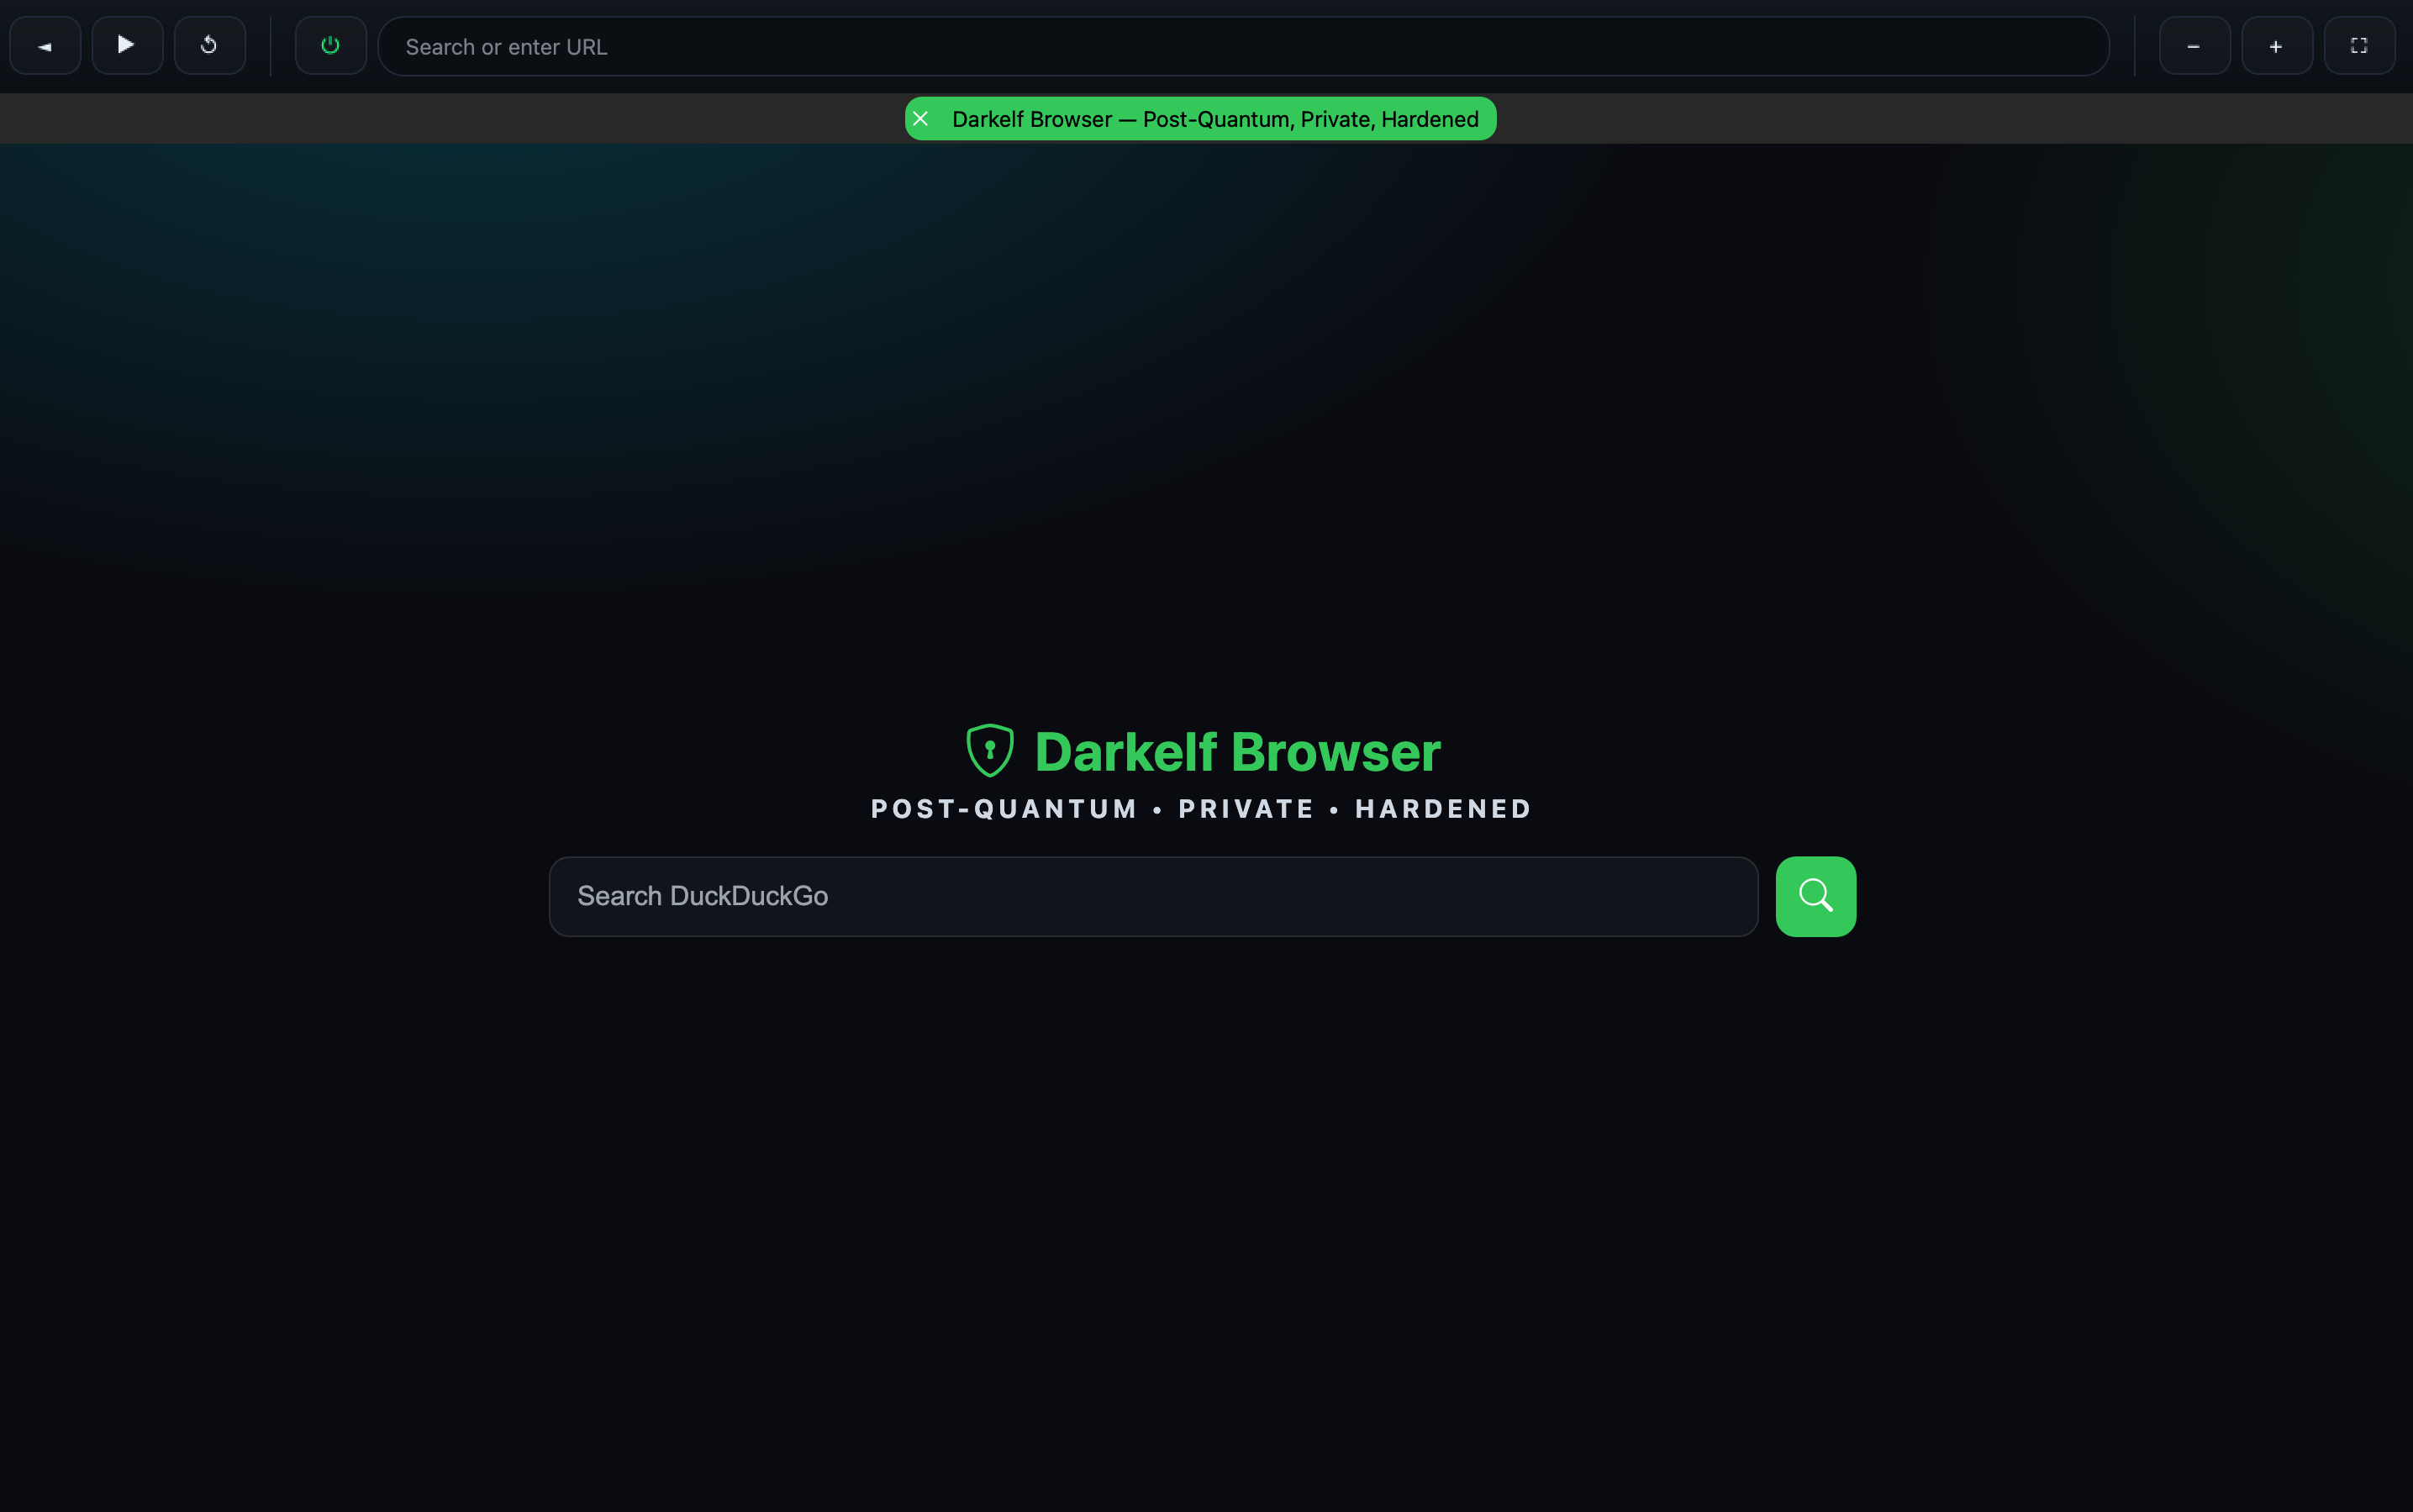 Search or enter URL
Darkelf Browser — Post-Quantum, Private, Hardened
Darkelf Browser
POST-QUANTUM • PRIVATE • HARDENED
Search DuckDuckGo